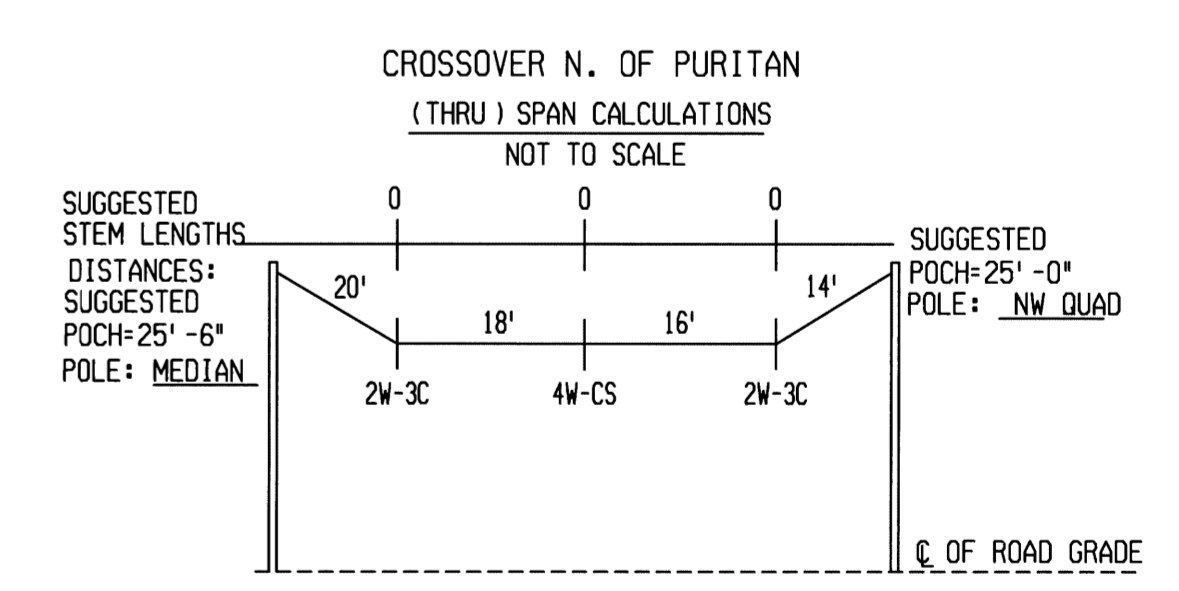 CROSSOVER N. OF PURITAN
(THRU) SPAN CALCULATIONS
NOT TO SCALE
SUGGESTED
STEM LENGTHS
0 0 0
DISTANCES:
SUGGESTED
POCH=25'-6"
POLE: MEDIAN
20' 18' 16' 14'
2W-3C 4W-CS 2W-3C
SUGGESTED
POCH=25'-0"
POLE: NW QUAD
℄ OF ROAD GRADE